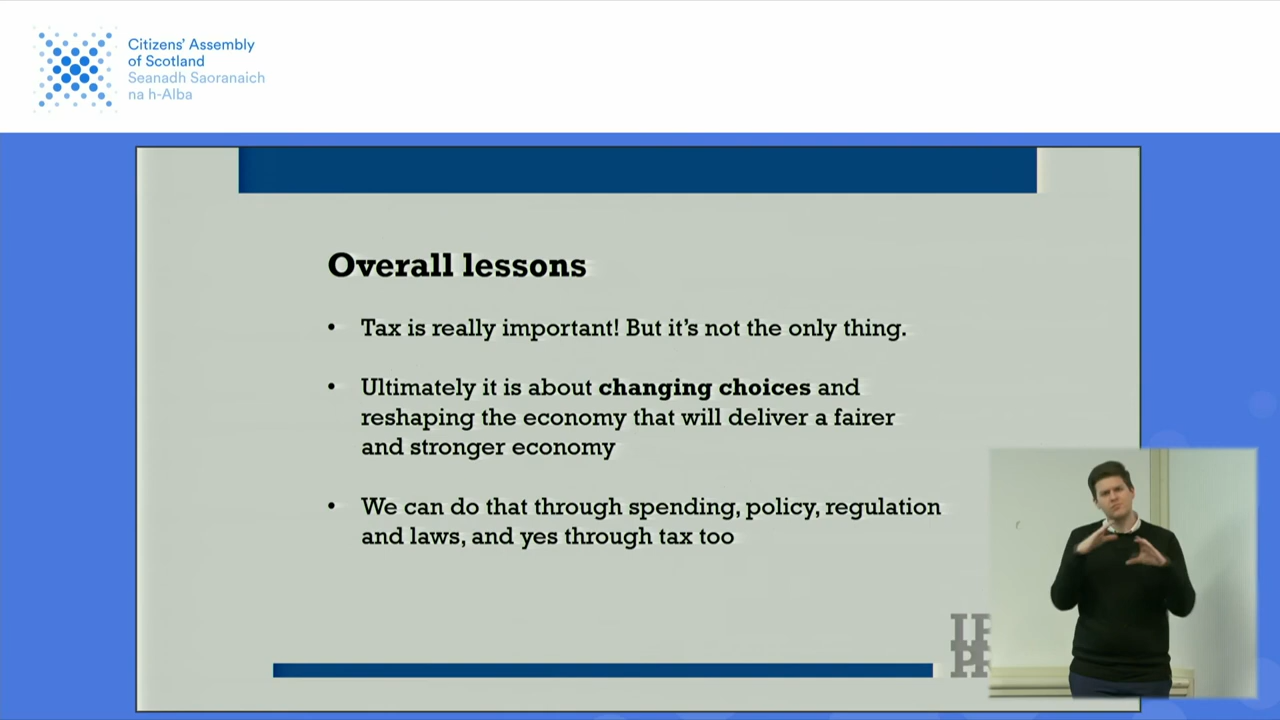 Citizens’ Assembly
of Scotland
Seanadh Saoranaich
na h-Alba
Overall lessons
• Tax is really important! But it’s not the only thing.
• Ultimately it is about changing choices and
reshaping the economy that will deliver a fairer
and stronger economy
• We can do that through spending, policy, regulation
and laws, and yes through tax too